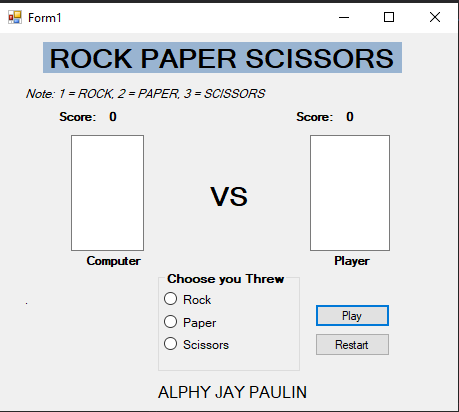 Form1
ROCK PAPER SCISSORS
Note: 1 = ROCK, 2 = PAPER, 3 = SCISSORS
Score: 0
Score: 0
VS
Computer
Player
Choose you Threw
Rock
Paper
Scissors
Play
Restart
.
ALPHY JAY PAULIN